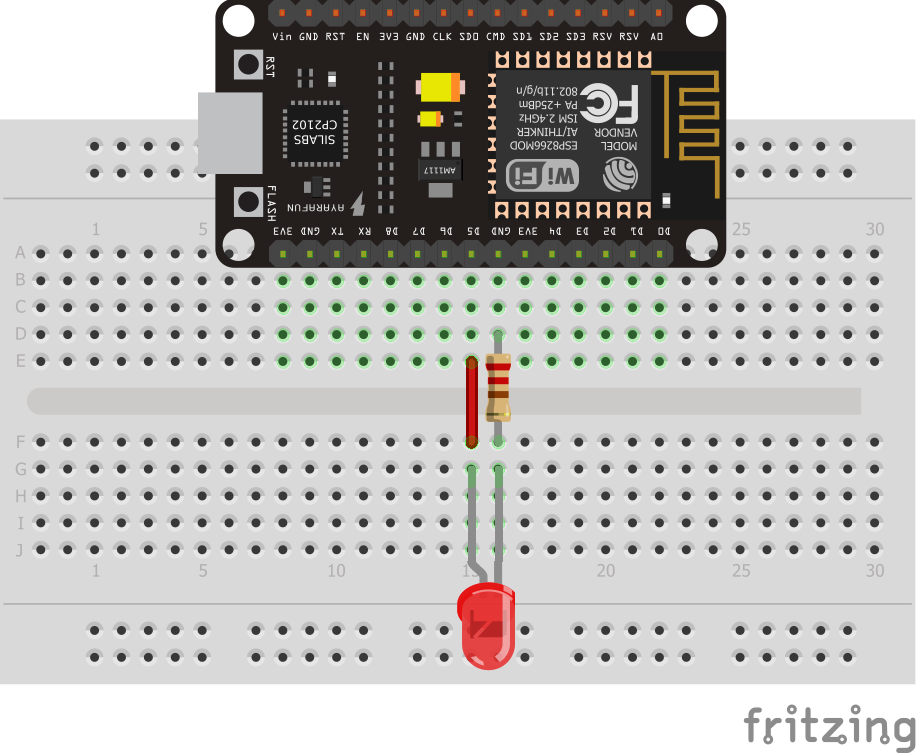 Vin GND RST EN 3V3 GND CLK SD0 CMD SD1 SD2 SD3 RSV RSV A0
RST
SILABS
CP2102
FLASH
AYARAFUN
AM1117
MODEL
VENDOR
ESP8266MOD
AI/THINKER
ISM 2.4GHz
PA +25dBm
802.11b/g/n
FC
Wi Fi
3V3 GND TX RX D8 D7 D6 D5 GND 3V3 D4 D3 D2 D1 D0
1 5 25 30
A
B
C
D
E
F
G
H
I
J
1 5 10 15 20 25 30
fritzing